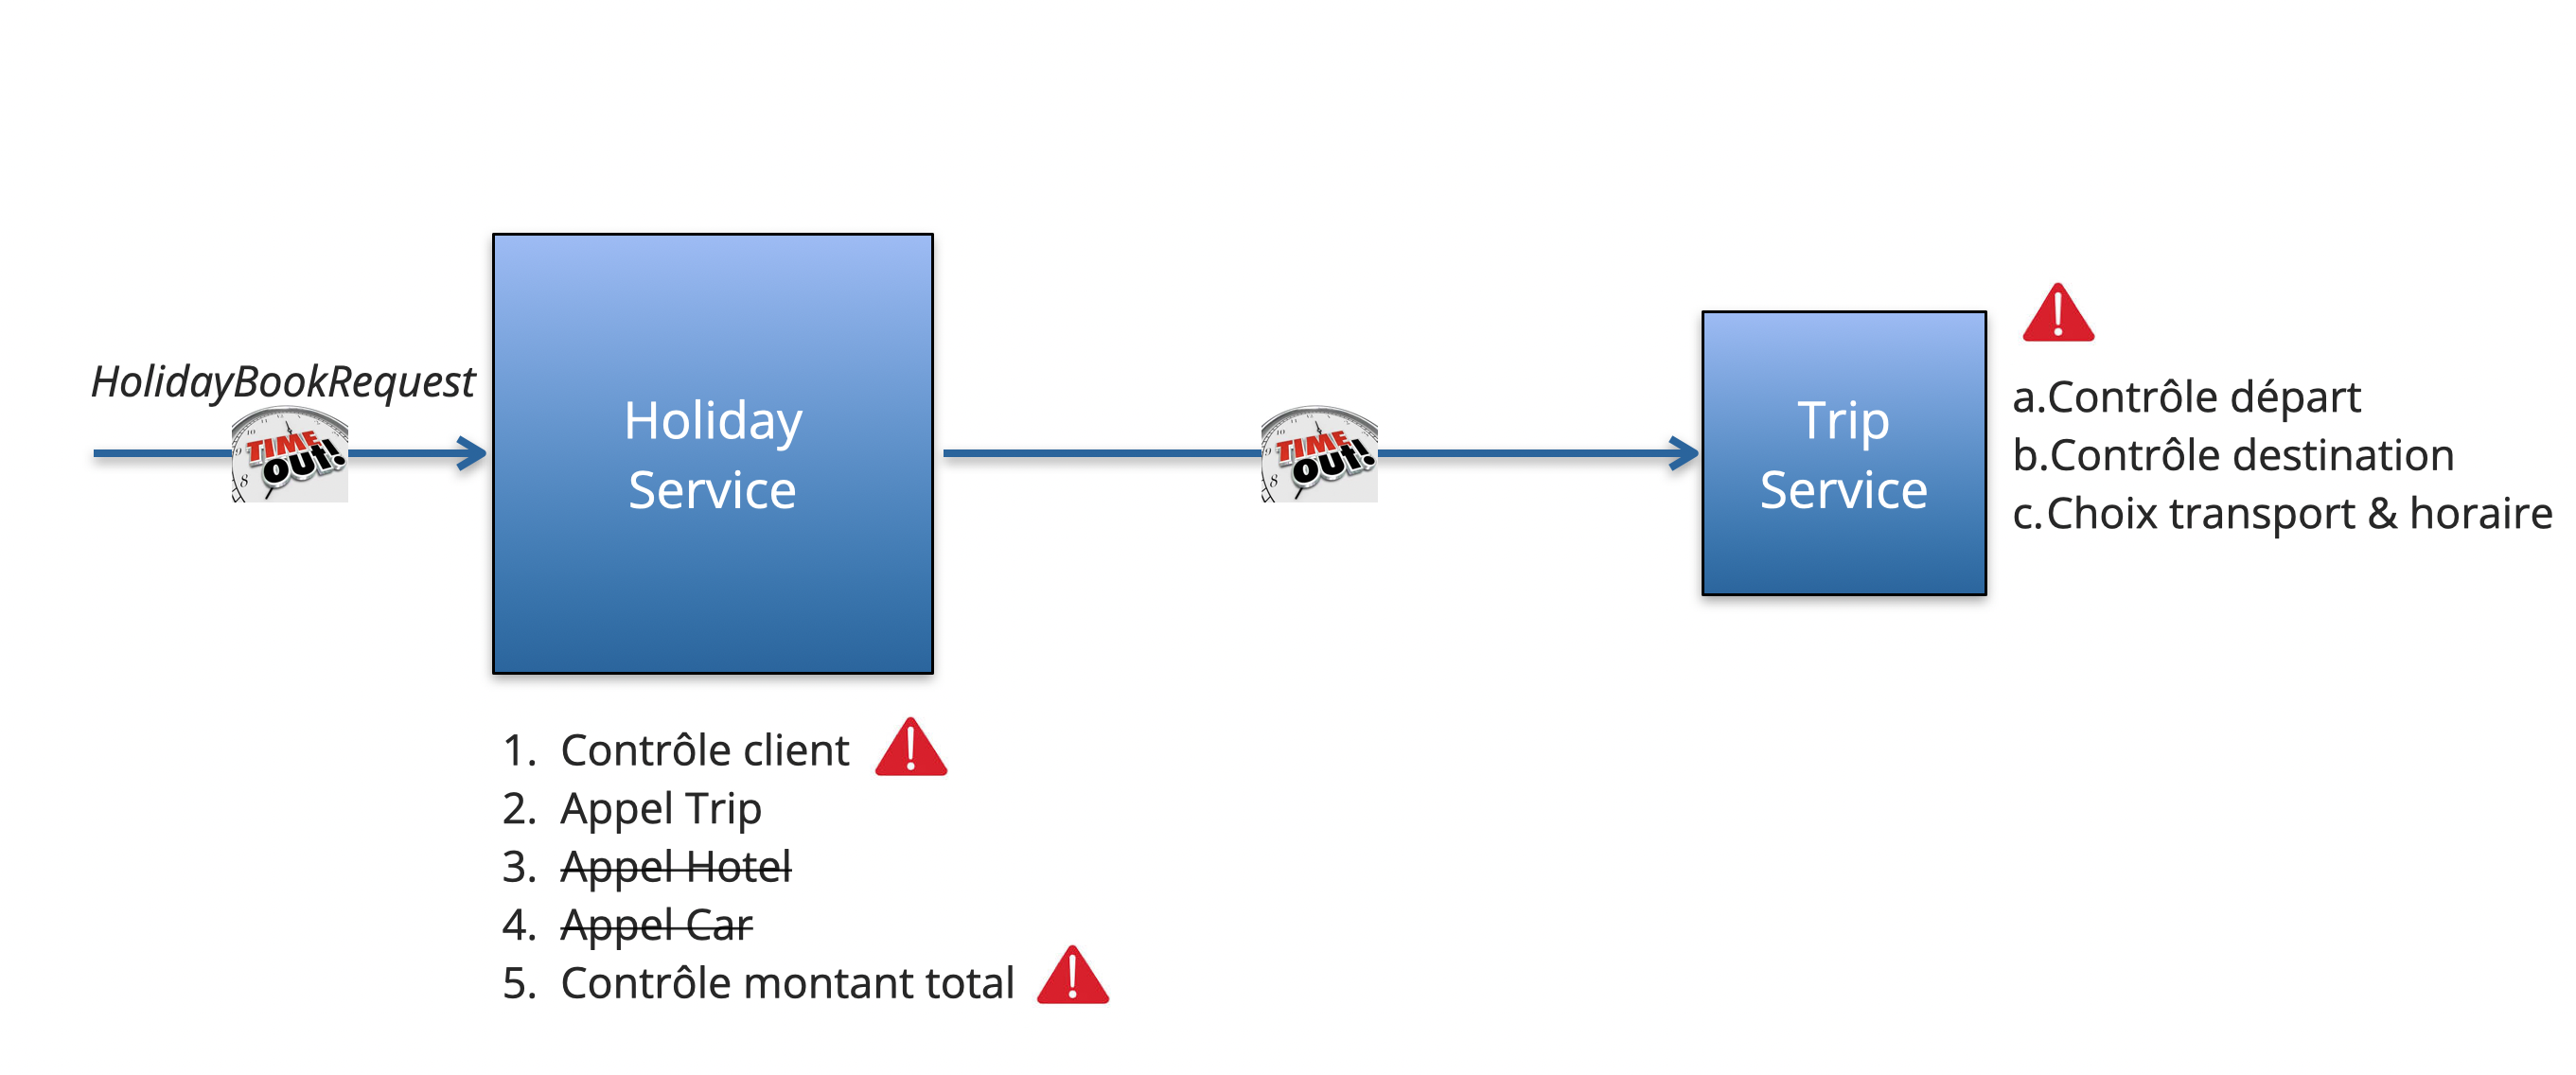 HolidayBookRequest
TIME
OUT!
Holiday
Service
TIME
OUT!
Trip
Service
a.Contrôle départ
b.Contrôle destination
c.Choix transport & horaire
1. Contrôle client
2. Appel Trip
3. Appel Hotel
4. Appel Car
5. Contrôle montant total